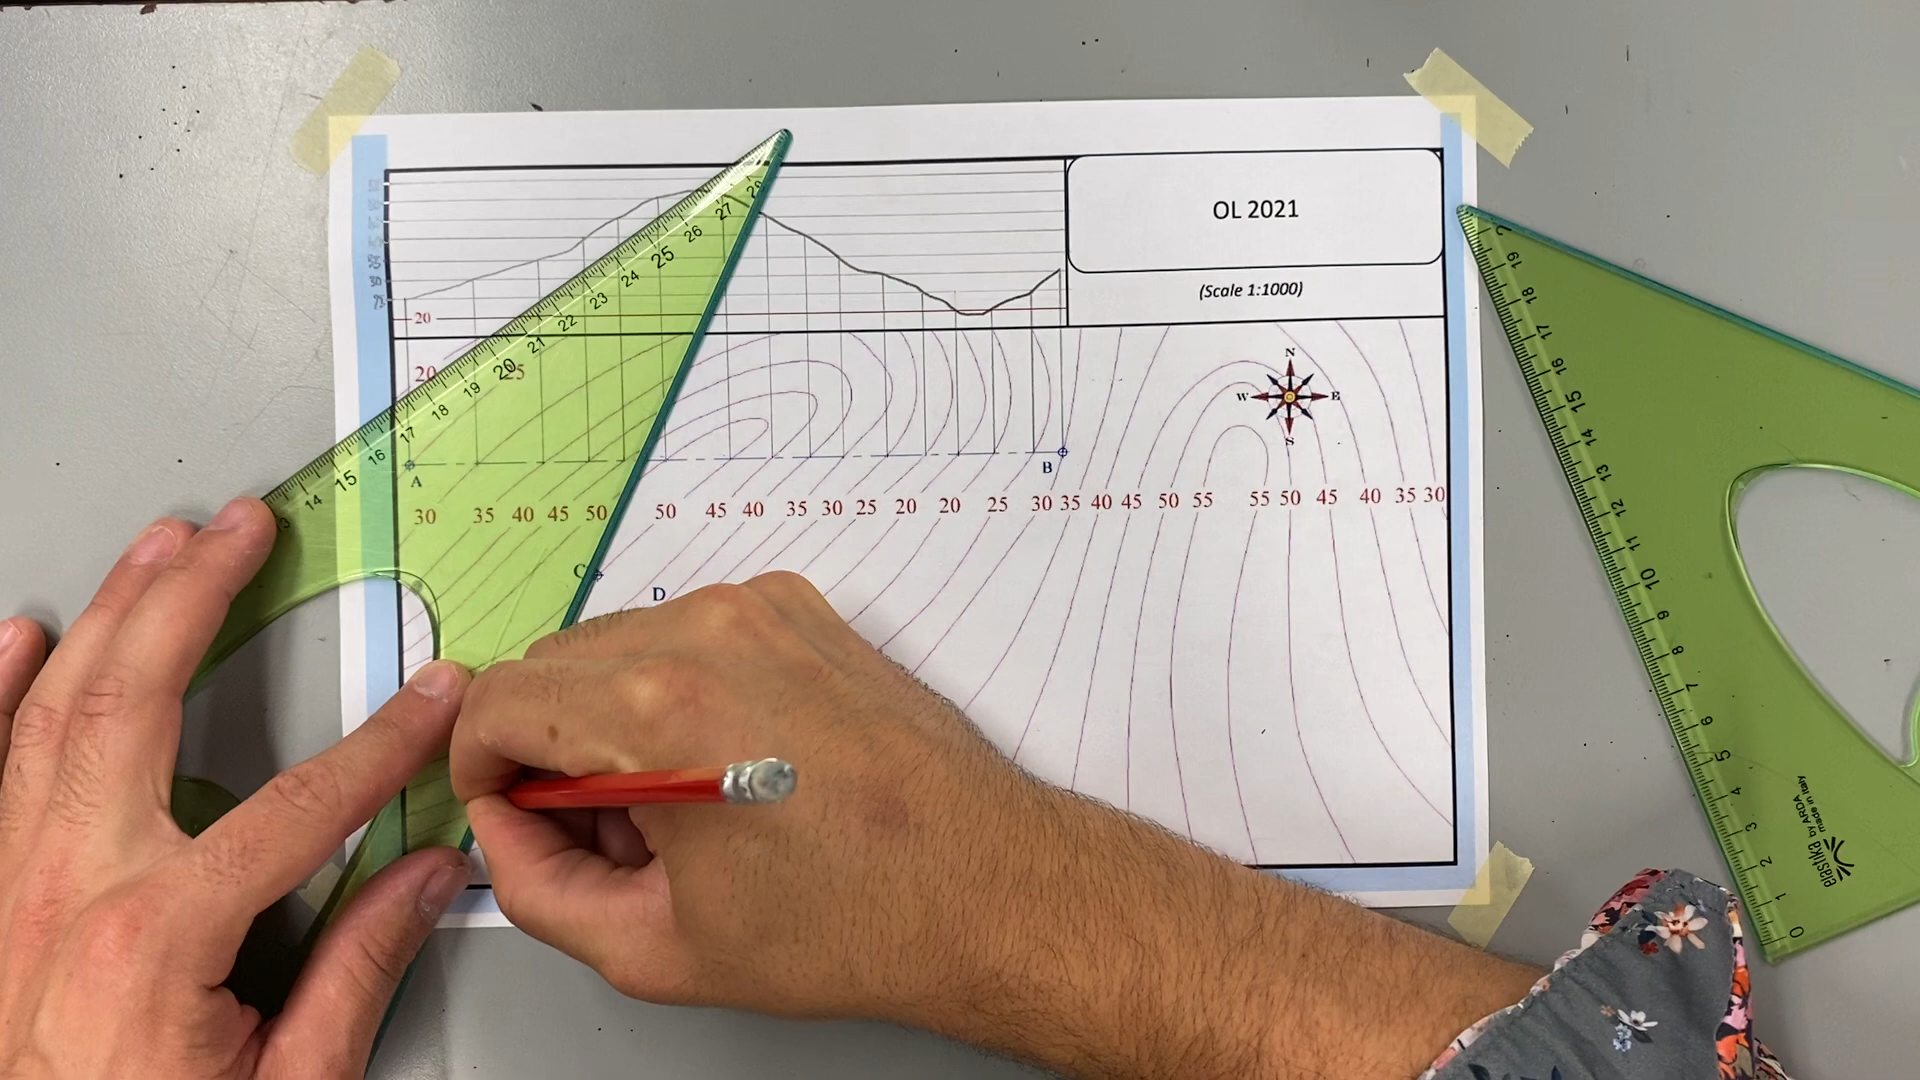 OL 2021
(Scale 1:1000)
20
20 25
N
W E
S
A
B
30 35 40 45 50 50 45 40 35 30 25 20 20 25 30 35 40 45 50 55 55 50 45 40 35 30
C
D
14 15 16 17 18 19 20 21 22 23 24 25 26 27 28
0 1 2 3 4 5 6 7 8 9 10 11 12 13 14 15 16 17 18 19
elastika by ARDA
made in Italy